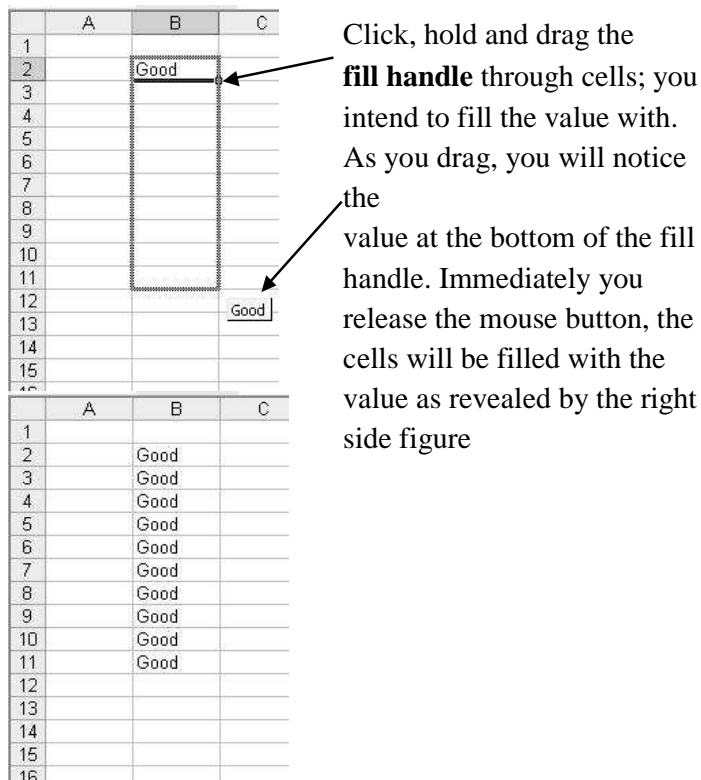 A B C
1
2 Good
3
4
5
6
7
8
9
10
11
12
Good
13
14
15
Click, hold and drag the
fill handle through cells; you
intend to fill the value with.
As you drag, you will notice
the
value at the bottom of the fill
handle. Immediately you
release the mouse button, the
cells will be filled with the
value as revealed by the right
side figure
A B C
1
2 Good
3 Good
4 Good
5 Good
6 Good
7 Good
8 Good
9 Good
10 Good
11 Good
12
13
14
15
16